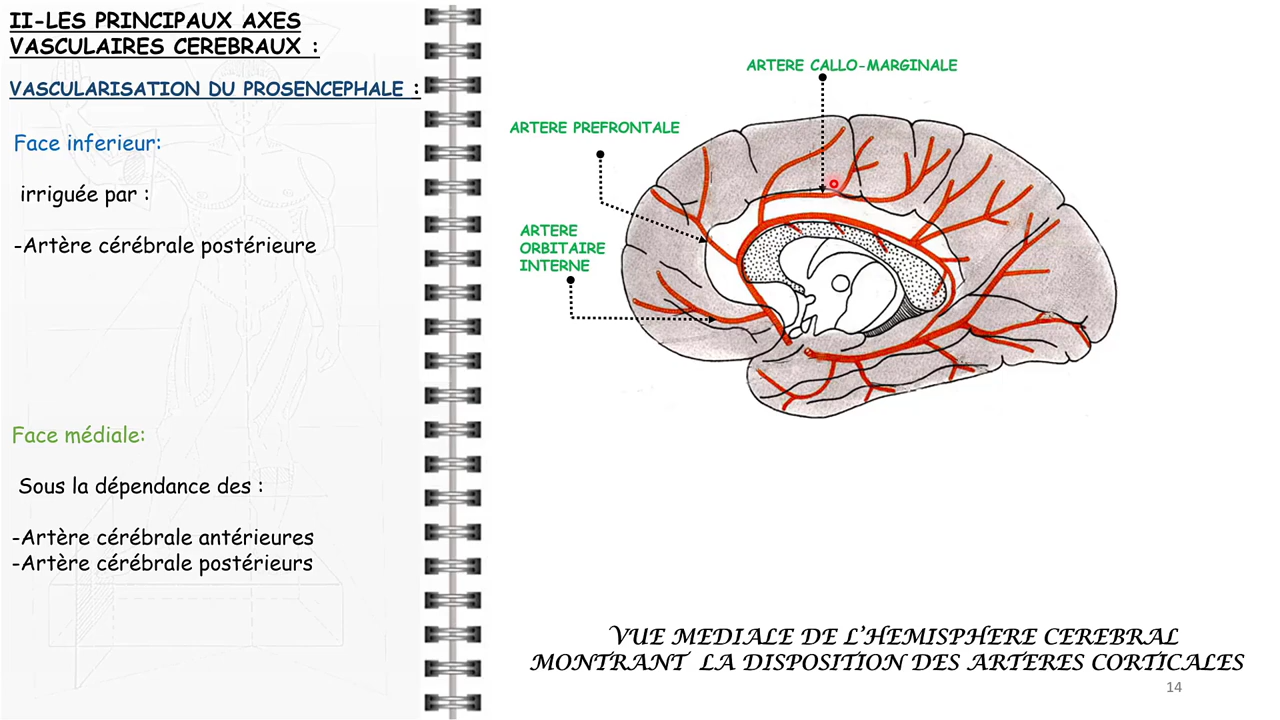 II-LES PRINCIPAUX AXES
VASCULAIRES CEREBRAUX :
VASCULARISATION DU PROSENCEPHALE :
Face inferieur:
irriguée par :
-Artère cérébrale postérieure
Face médiale:
Sous la dépendance des :
-Artère cérébrale antérieures
-Artère cérébrale postérieurs
ARTERE CALLO-MARGINALE
ARTERE PREFRONTALE
ARTERE
ORBITAIRE
INTERNE
VUE MEDIALE DE L'HEMISPHERE CEREBRAL
MONTRANT LA DISPOSITION DES ARTERES CORTICALES
14